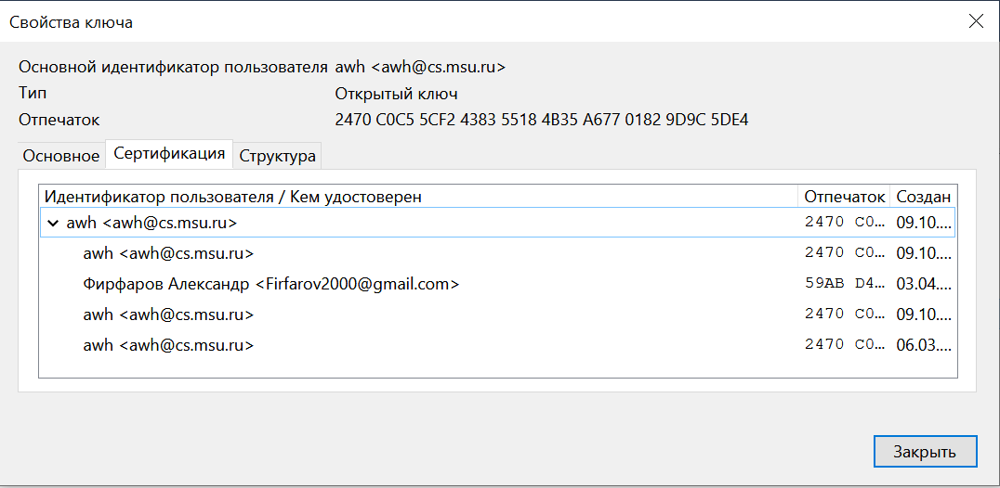 Свойства ключа
Основной идентификатор пользователя awh <awh@cs.msu.ru>
Тип Открытый ключ
Отпечаток 2470 C0C5 5CF2 4383 5518 4B35 A677 0182 9D9C 5DE4
Основное Сертификация Структура
Идентификатор пользователя / Кем удостоверен Отпечаток Создан
awh <awh@cs.msu.ru> 2470 C0... 09.10....
awh <awh@cs.msu.ru> 2470 C0... 09.10....
Фирфаров Александр <Firfarov2000@gmail.com> 59AB D4... 03.04....
awh <awh@cs.msu.ru> 2470 C0... 09.10....
awh <awh@cs.msu.ru> 2470 C0... 06.03....
Закрыть